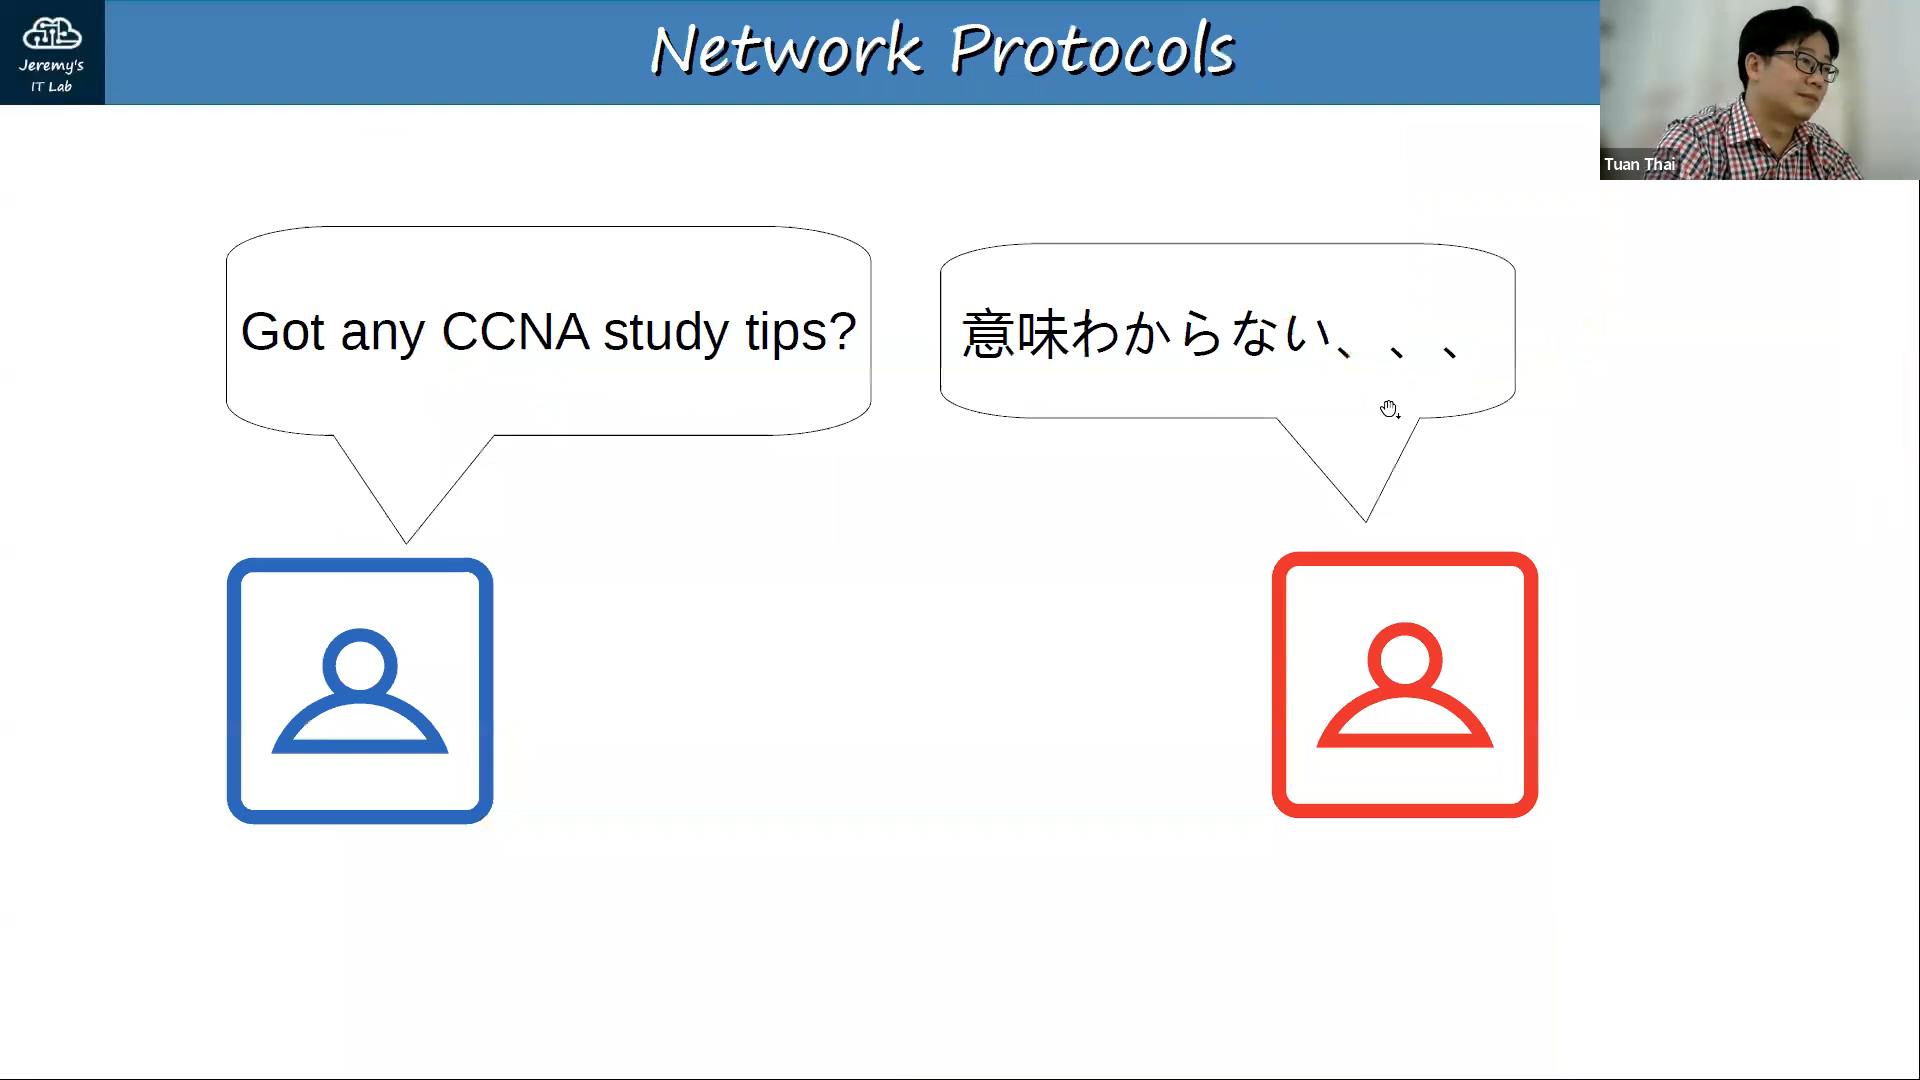 Jeremy's
IT Lab
Network Protocols
Tuan Thai
Got any CCNA study tips?
意味わからない、、、